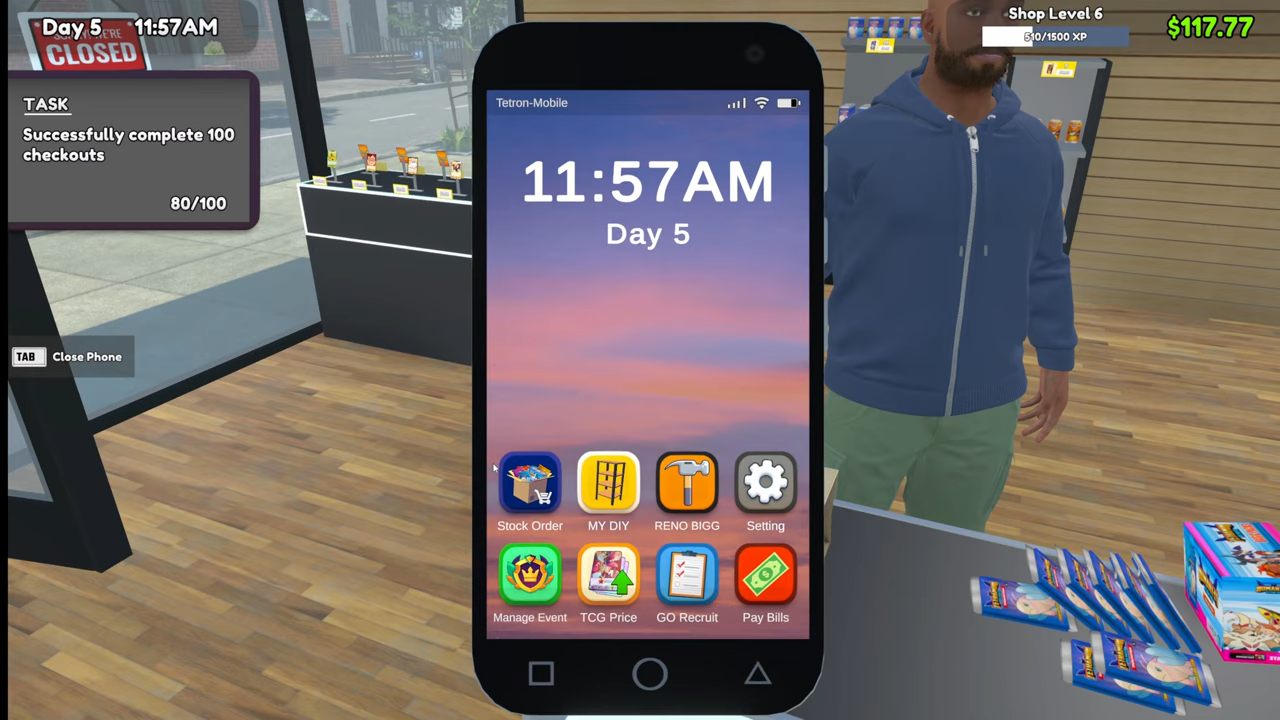 Day 5 11:57AM
CLOSED
TASK
Successfully complete 100
checkouts
80/100
TAB Close Phone
Tetron-Mobile
11:57AM
Day 5
Stock Order
MY DIY
RENO BIGG
Setting
Manage Event
TCG Price
GO Recruit
Pay Bills
Shop Level 6
510/1500 XP
$117.77